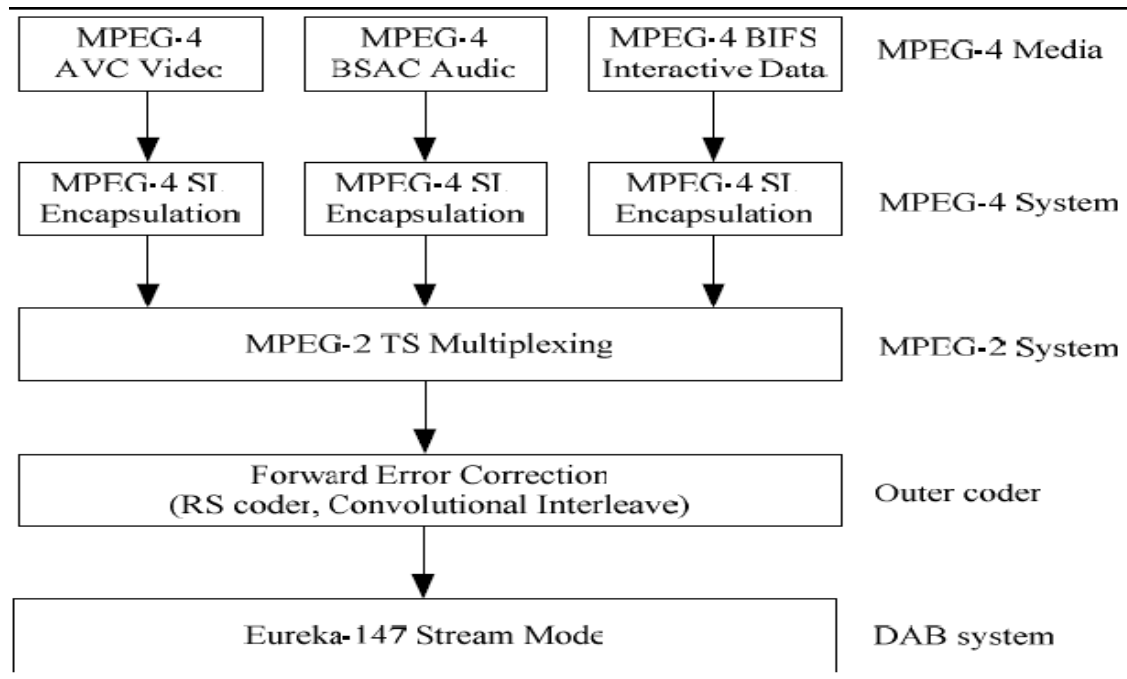 MPEG-4
AVC Video
MPEG-4
BSAC Audio
MPEG-4 BIFS
Interactive Data
MPEG-4 Media
MPEG-4 SL
Encapsulation
MPEG-4 SL
Encapsulation
MPEG-4 SL
Encapsulation
MPEG-4 System
MPEG-2 TS Multiplexing
MPEG-2 System
Forward Error Correction
(RS coder, Convolutional Interleave)
Outer coder
Eureka-147 Stream Mode
DAB system